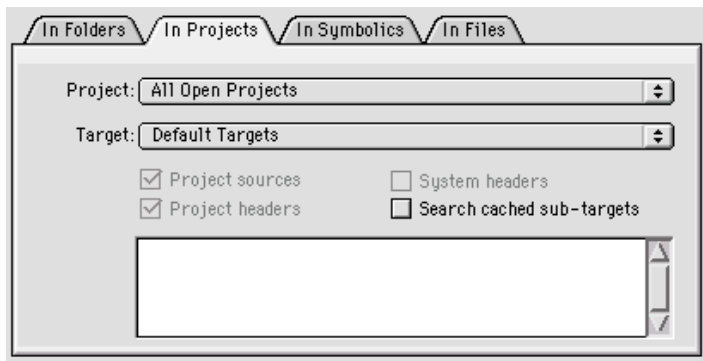 In Folders In Projects In Symbolics In Files
Project: All Open Projects
Target: Default Targets
Project sources System headers
Project headers Search cached sub-targets